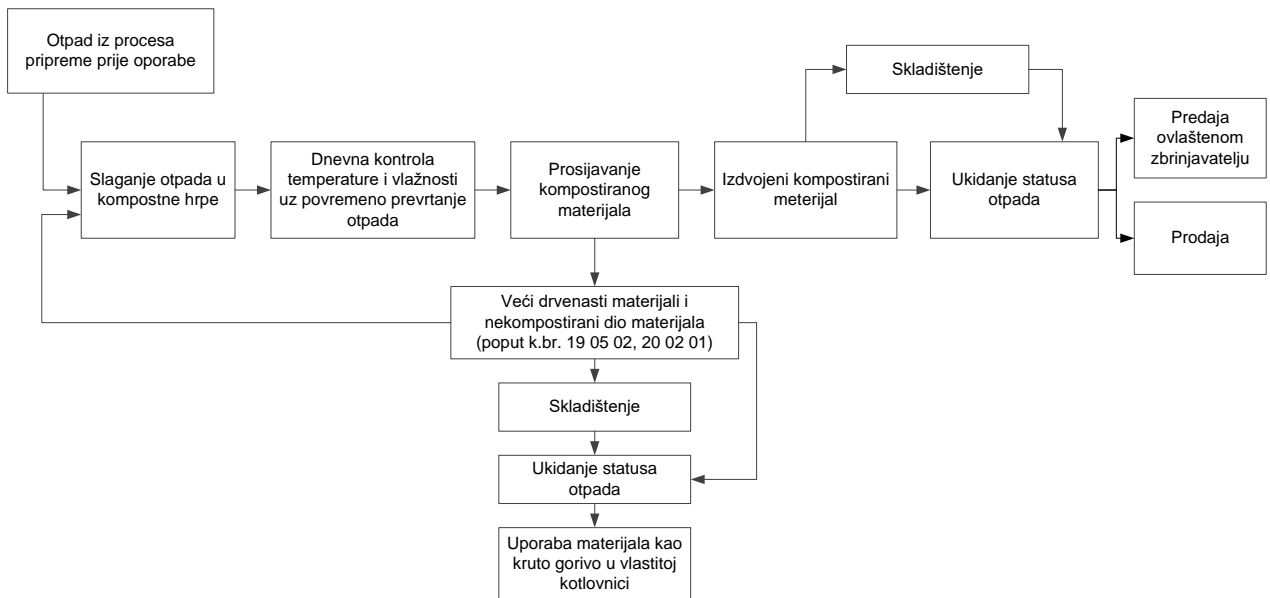 Otpad iz procesa
pripreme prije oporabe
Skladištenje
Predaja
ovlaštenom
zbrinjavatelju
Slaganje otpada u
kompostne hrpe
Dnevna kontrola
temperature i vlažnosti
uz povremeno prevrtanje
otpada
Prosijavanje
kompostiranog
materijala
Izdvojeni kompostirani
meterijal
Ukidanje statusa
otpada
Prodaja
Veći drvenasti materijali i
nekompostirani dio materijala
(poput k.br. 19 05 02, 20 02 01)
Skladištenje
Ukidanje statusa
otpada
Uporaba materijala kao
kruto gorivo u vlastitoj
kotlovnici